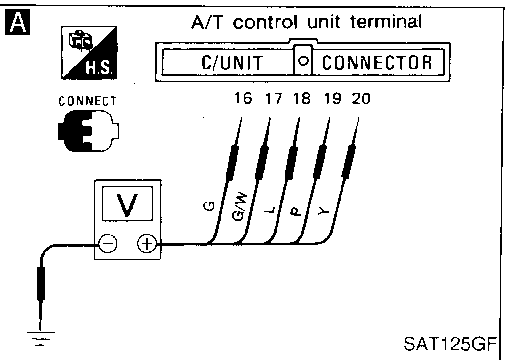 A
A/T control unit terminal
H.S.
C/UNIT CONNECTOR
CONNECT
16 17 18 19 20
G G/W L P Y
V
SAT125GF